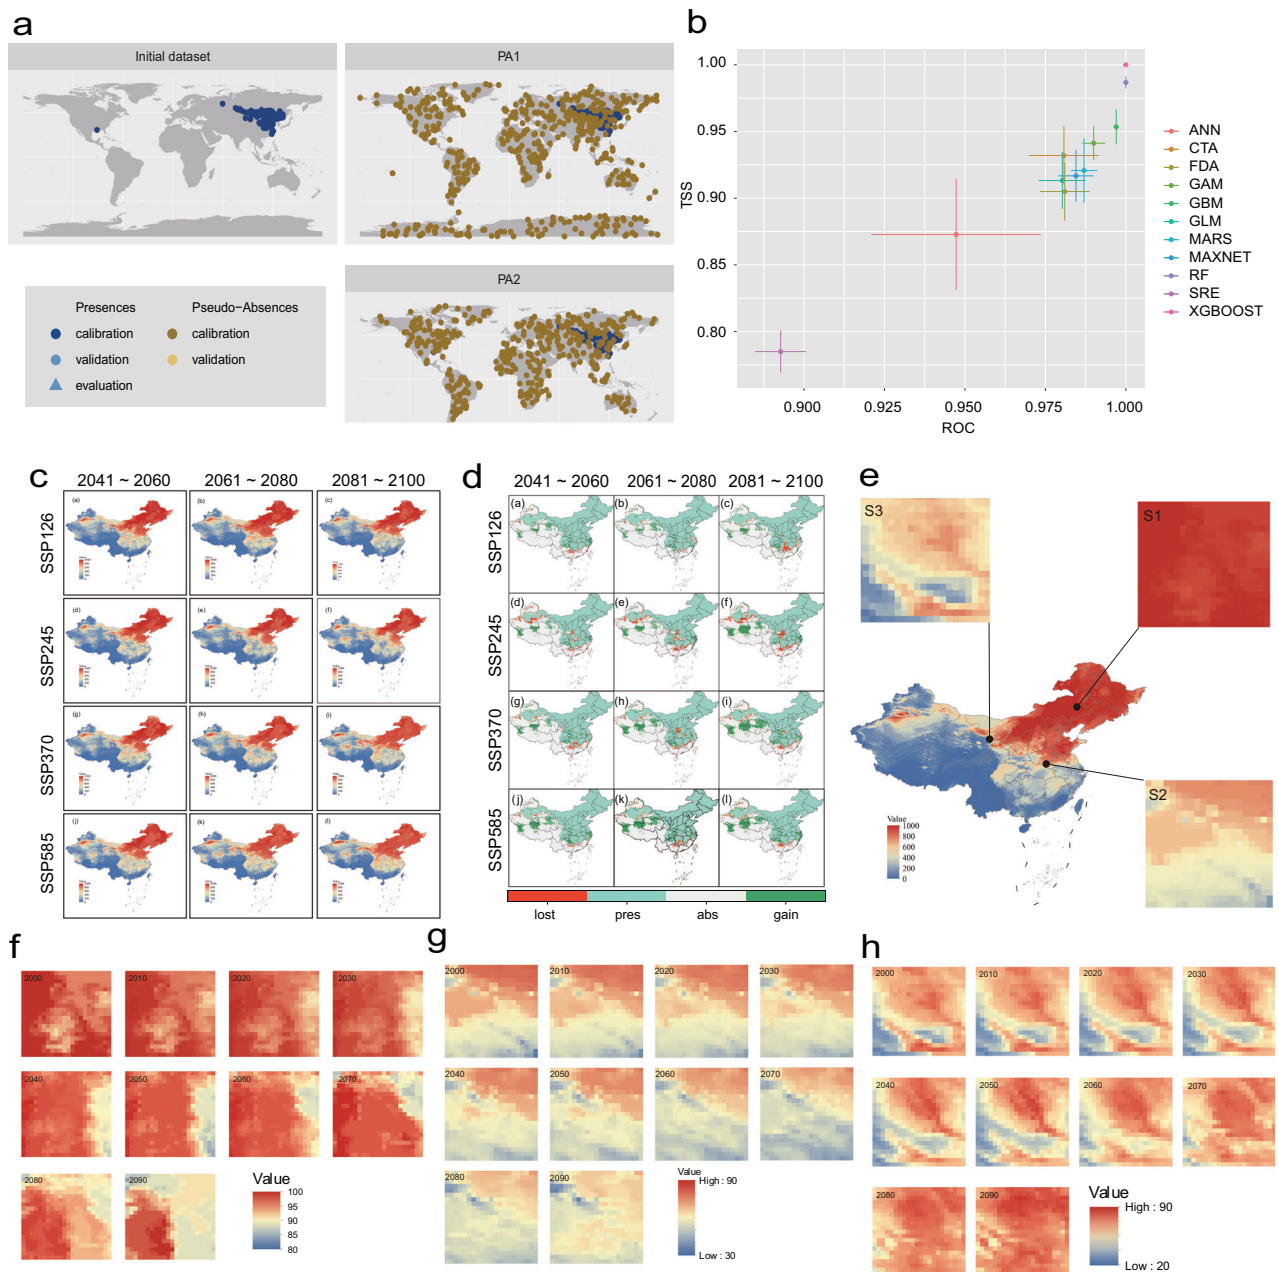 a
Initial dataset
PA1
PA2
Presences
Pseudo−Absences
calibration
calibration
validation
validation
evaluation
b
TSS
1.00
0.95
0.90
0.85
0.80
0.900
0.925
0.950
0.975
1.000
ROC
ANN
CTA
FDA
GAM
GBM
GLM
MARS
MAXNET
RF
SRE
XGBOOST
c
2041 ~ 2060
2061 ~ 2080
2081 ~ 2100
SSP126
(a)
(b)
(c)
SSP245
(d)
(e)
(f)
SSP370
(g)
(h)
(i)
SSP585
(j)
(k)
(l)
d
2041 ~ 2060
2061 ~ 2080
2081 ~ 2100
SSP126
(a)
(b)
(c)
SSP245
(d)
(e)
(f)
SSP370
(g)
(h)
(i)
SSP585
(j)
(k)
(l)
lost
pres
abs
gain
e
S3
S1
S2
Value
1000
800
600
400
200
0
f
2000
2010
2020
2030
2040
2050
2060
2070
2080
2090
Value
100
95
90
85
80
g
2000
2010
2020
2030
2040
2050
2060
2070
2080
2090
Value
High : 90
Low : 30
h
2000
2010
2020
2030
2040
2050
2060
2070
2080
2090
Value
High : 90
Low : 20